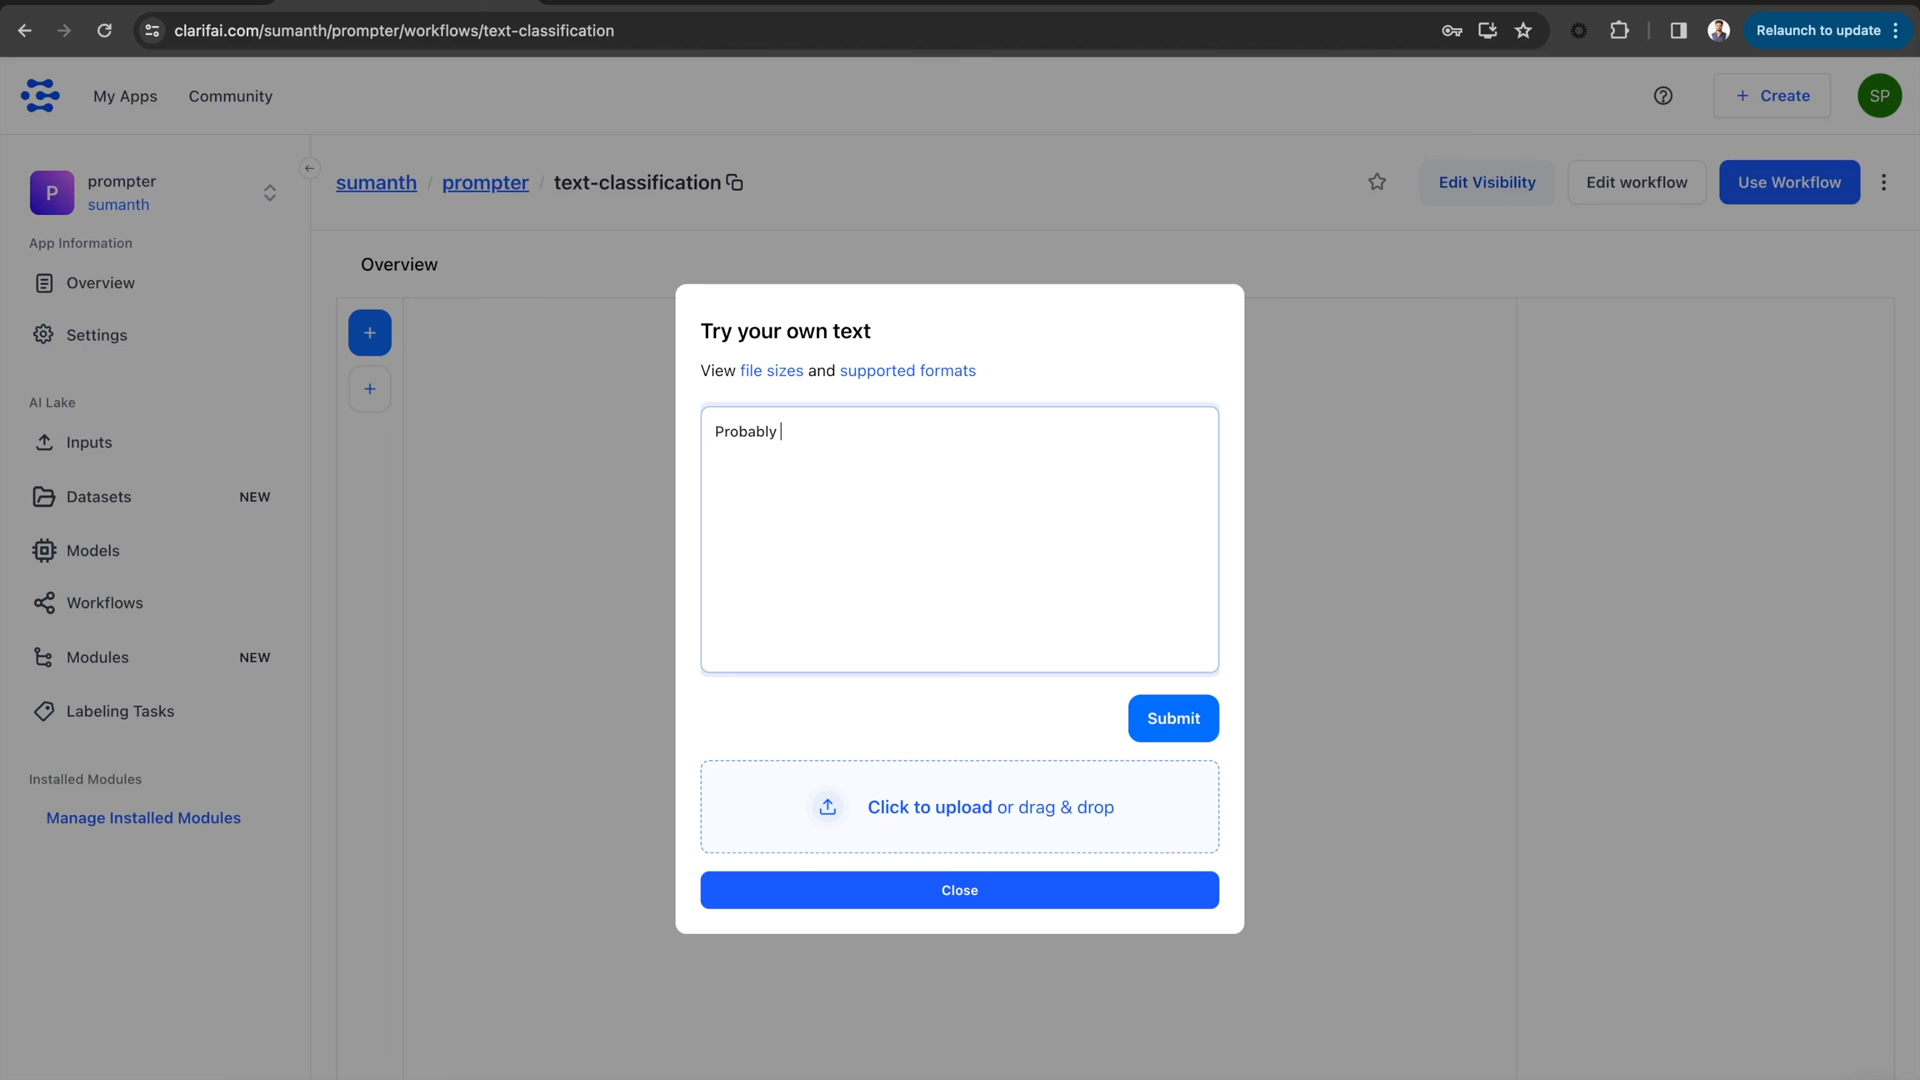 clarifai.com/sumanth/prompter/workflows/text-classification
Relaunch to update
My Apps
Community
+ Create
SP
P
prompter
sumanth
sumanth / prompter / text-classification
Edit Visibility
Edit workflow
Use Workflow
App Information
Overview
Settings
AI Lake
Inputs
Datasets NEW
Models
Workflows
Modules NEW
Labeling Tasks
Installed Modules
Manage Installed Modules
Overview
+
+
Try your own text
View file sizes and supported formats
Probably
Submit
Click to upload or drag & drop
Close